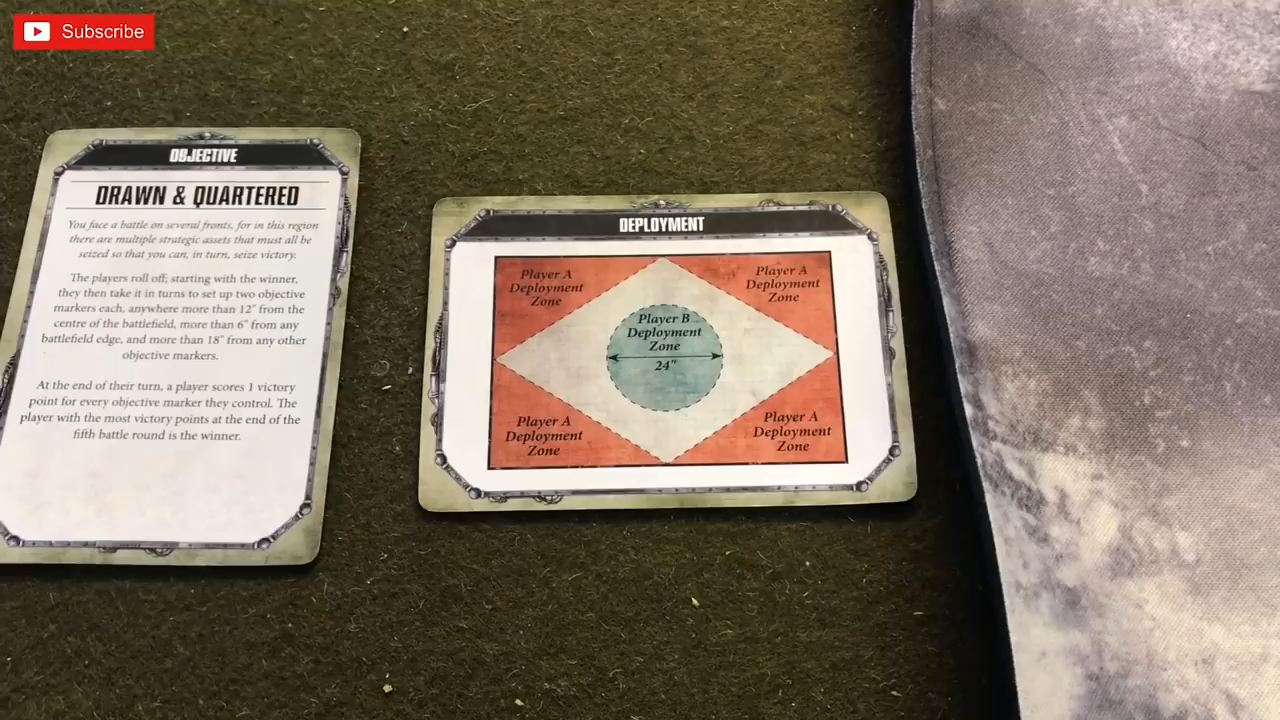 Subscribe
OBJECTIVE
DRAWN & QUARTERED
You face a battle on several fronts, for in this region
there are multiple strategic assets that must all be
seized so that you can, in turn, seize victory.
The players roll off; starting with the winner,
they then take it in turns to set up two objective
markers each, anywhere more than 12" from the
centre of the battlefield, more than 6" from any
battlefield edge, and more than 18" from any other
objective markers.
At the end of their turn, a player scores 1 victory
point for every objective marker they control. The
player with the most victory points at the end of the
fifth battle round is the winner.
DEPLOYMENT
Player A
Deployment
Zone
Player A
Deployment
Zone
Player B
Deployment
Zone
24"
Player A
Deployment
Zone
Player A
Deployment
Zone